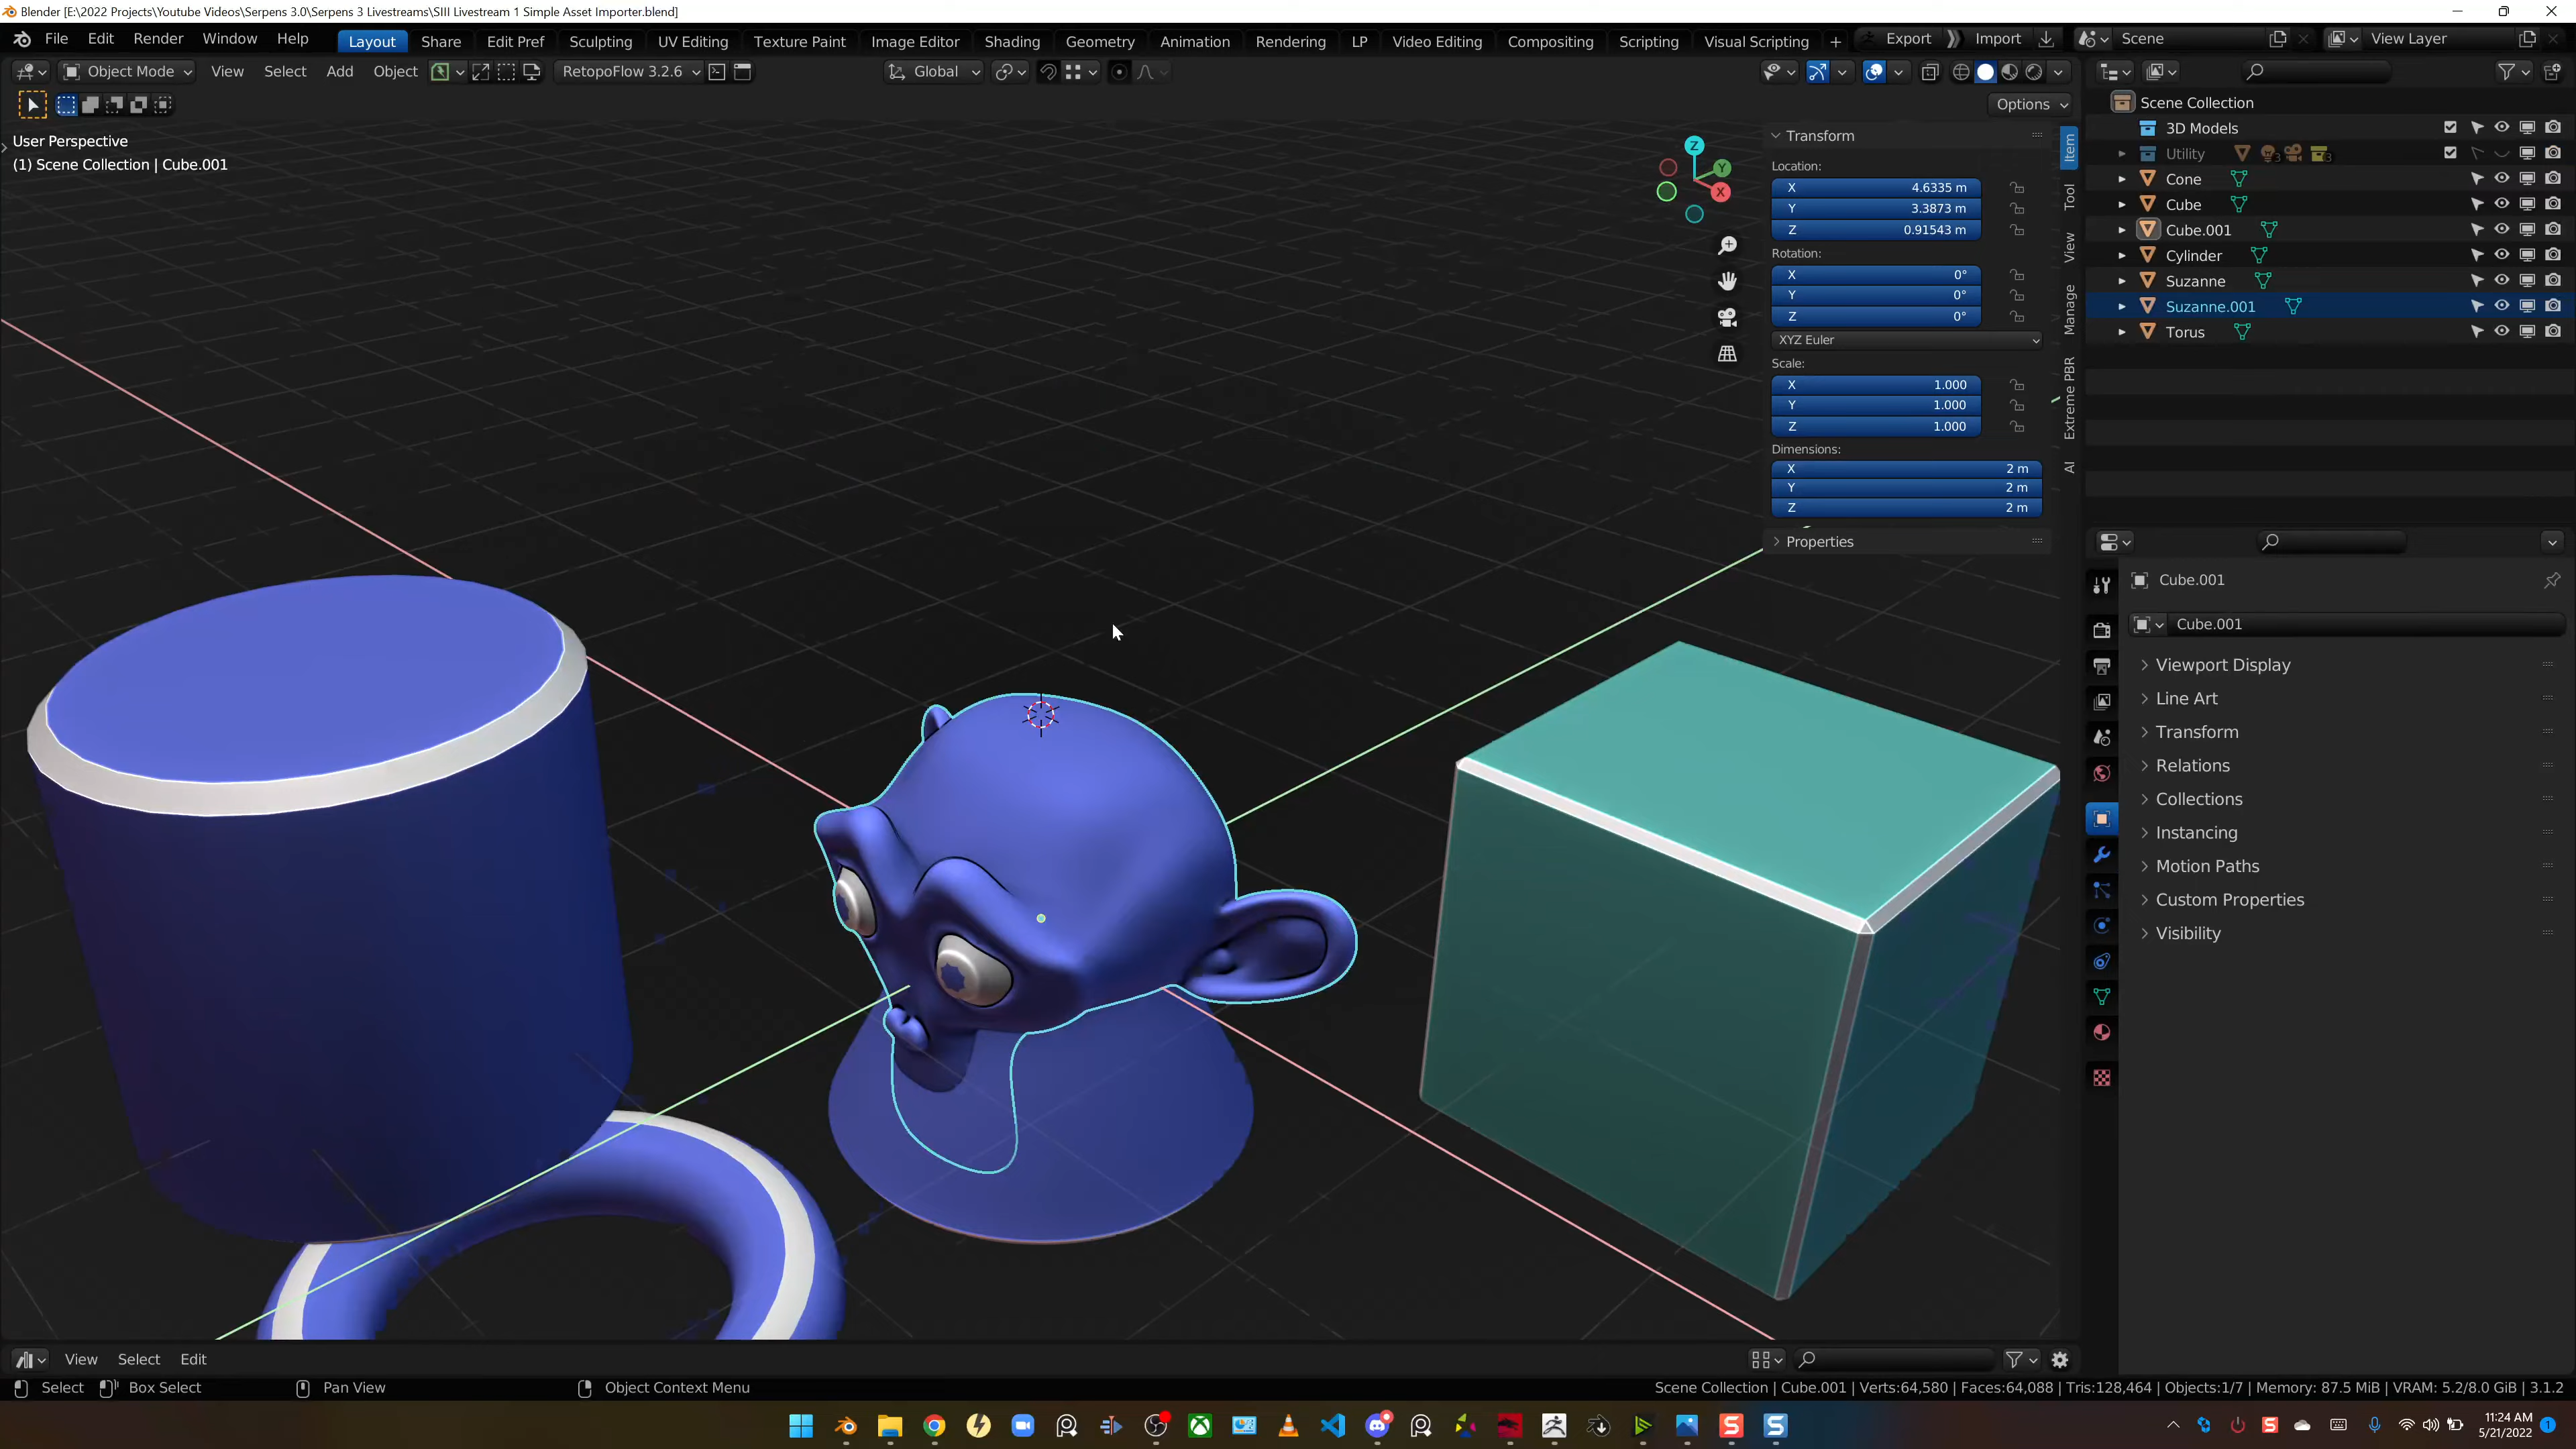 Blender [E:\2022 Projects\Youtube Videos\Serpens 3.0\Serpens 3 Livestreams\SIII Livestream 1 Simple Asset Importer.blend]
File Edit Render Window Help Layout Share Edit Pref Sculpting UV Editing Texture Paint Image Editor Shading Geometry Animation Rendering LP Video Editing Compositing Scripting Visual Scripting + Export Import Scene View Layer
Object Mode View Select Add Object RetopoFlow 3.2.6 Global
Options
User Perspective
(1) Scene Collection | Cube.001
Z
Y
X
Transform
Location:
X 4.6335 m
Y 3.3873 m
Z 0.91543 m
Rotation:
X 0°
Y 0°
Z 0°
XYZ Euler
Scale:
X 1.000
Y 1.000
Z 1.000
Dimensions:
X 2 m
Y 2 m
Z 2 m
Properties
Item
Tool
View
Manage
Extreme PBR
AI
Scene Collection
3D Models
Utility 3 3
Cone
Cube
Cube.001
Cylinder
Suzanne
Suzanne.001
Torus
Cube.001
Cube.001
Viewport Display
Line Art
Transform
Relations
Collections
Instancing
Motion Paths
Custom Properties
Visibility
View Select Edit
Select Box Select Pan View Object Context Menu
Scene Collection | Cube.001 | Verts:64,580 | Faces:64,088 | Tris:128,464 | Objects:1/7 | Memory: 87.5 MiB | VRAM: 5.2/8.0 GiB | 3.1.2
11:24 AM
5/21/2022
1